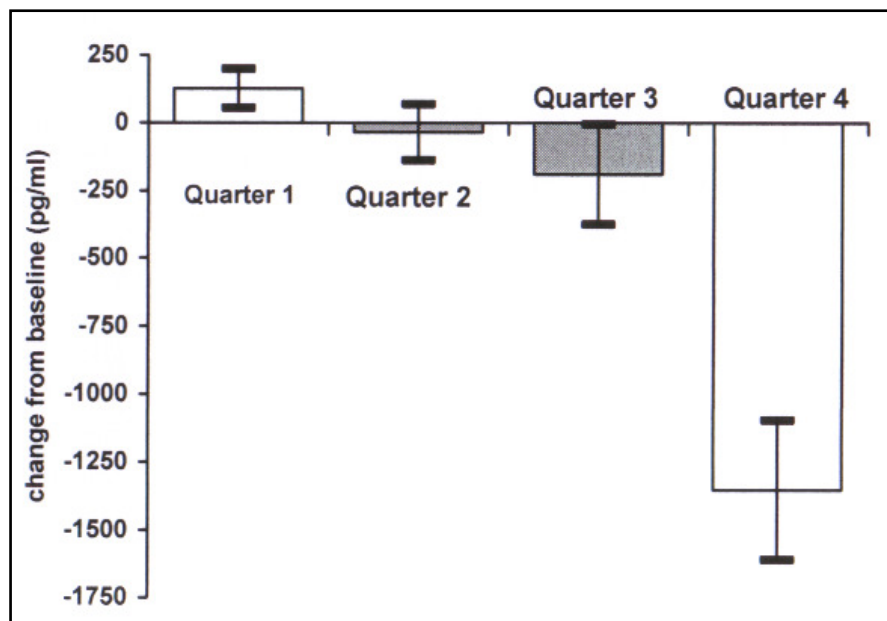 change from baseline (pg/ml)
250
0
-250
-500
-750
-1000
-1250
-1500
-1750
Quarter 1
Quarter 2
Quarter 3
Quarter 4